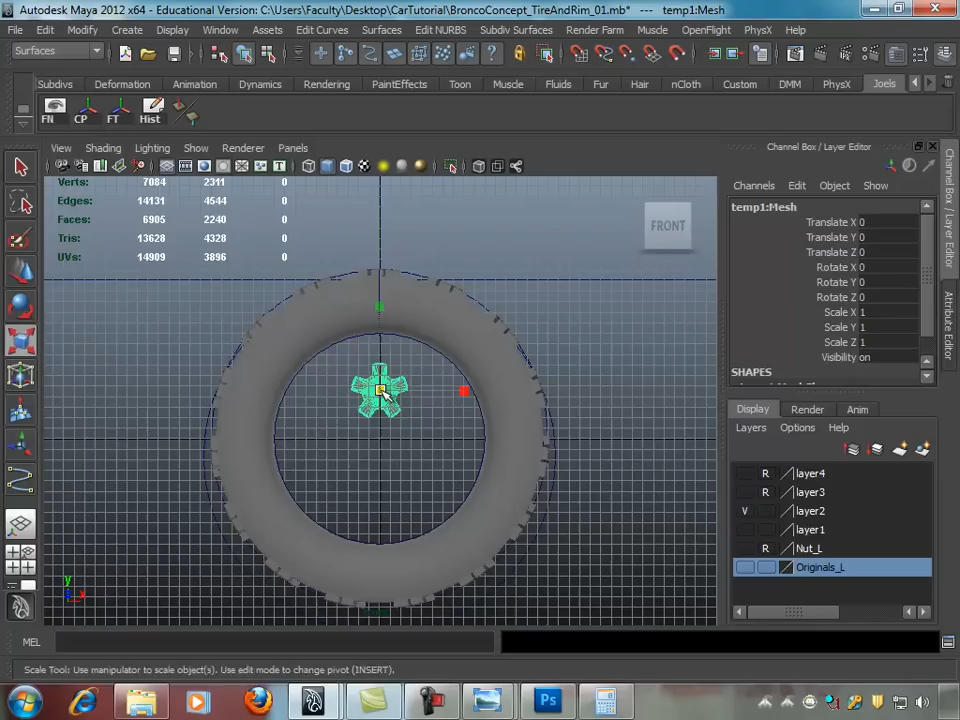 Autodesk Maya 2012 x64 - Educational Version: C:\Users\Faculty\Desktop\CarTutorial\BroncoConcept_TireAndRim_01.mb* --- temp1:Mesh
File Edit Modify Create Display Window Assets Edit Curves Surfaces Edit NURBS Subdiv Surfaces Render Farm Muscle OpenFlight PhysX Help
Surfaces
Subdivs Deformation Animation Dynamics Rendering PaintEffects Toon Muscle Fluids Fur Hair nCloth Custom DMM PhysX Joels
FN CP FT Hist
View Shading Lighting Show Renderer Panels
Channel Box / Layer Editor
Verts: 7084 2311 0
Edges: 14131 4544 0
Faces: 6905 2240 0
Tris: 13628 4328 0
UVs: 14909 3896 0
FRONT
Channels Edit Object Show
temp1:Mesh
Translate X 0
Translate Y 0
Translate Z 0
Rotate X 0
Rotate Y 0
Rotate Z 0
Scale X 1
Scale Y 1
Scale Z 1
Visibility on
SHAPES
Display Render Anim
Layers Options Help
R layer4
R layer3
V layer2
layer1
R Nut_L
Originals_L
Channel Box / Layer Editor
Attribute Editor
y
x
MEL
Scale Tool: Use manipulator to scale object(s). Use edit mode to change pivot (INSERT).
Ps